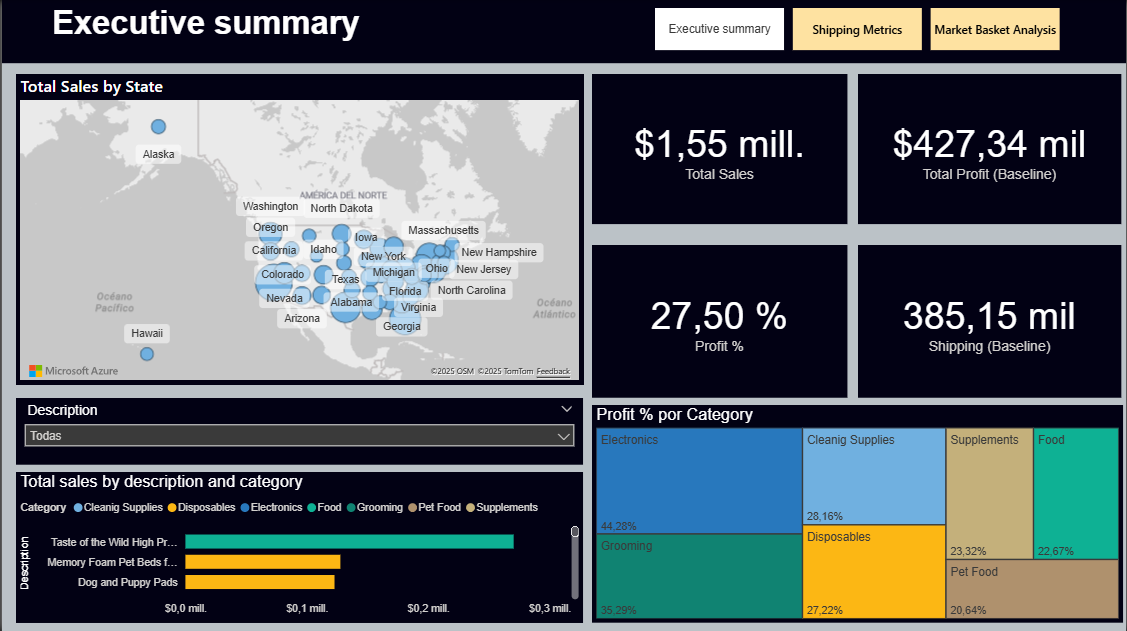 Executive summary
Executive summary
Shipping Metrics
Market Basket Analysis
Total Sales by State
Alaska
AMÉRICA DEL NORTE
Washington
North Dakota
Oregon
Iowa
Massachusetts
California
Idaho
New York
New Hampshire
Colorado
Texas
Michigan
Ohio
New Jersey
Nevada
Alabama
Florida
North Carolina
Virginia
Arizona
Georgia
Océano
Pacífico
Océano
Atlántico
Hawaii
Microsoft Azure
©2025 OSM ©2025 TomTom Feedback
$1,55 mill.
Total Sales
$427,34 mil
Total Profit (Baseline)
27,50 %
Profit %
385,15 mil
Shipping (Baseline)
Description
Todas
Total sales by description and category
Category Cleanig Supplies Disposables Electronics Food Grooming Pet Food Supplements
Description
Taste of the Wild High Pr...
Memory Foam Pet Beds f...
Dog and Puppy Pads
$0,0 mill. $0,1 mill. $0,2 mill. $0,3 mill.
Profit % por Category
Electronics
44,28%
Grooming
35,29%
Cleanig Supplies
28,16%
Disposables
27,22%
Supplements
23,32%
Food
22,67%
Pet Food
20,64%